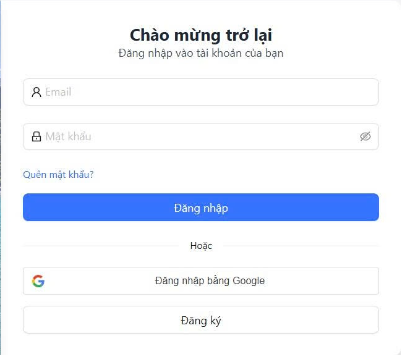 Chào mừng trở lại
Đăng nhập vào tài khoản của bạn
Email
Mật khẩu
Quên mật khẩu?
Đăng nhập
Hoặc
Đăng nhập bằng Google
Đăng ký